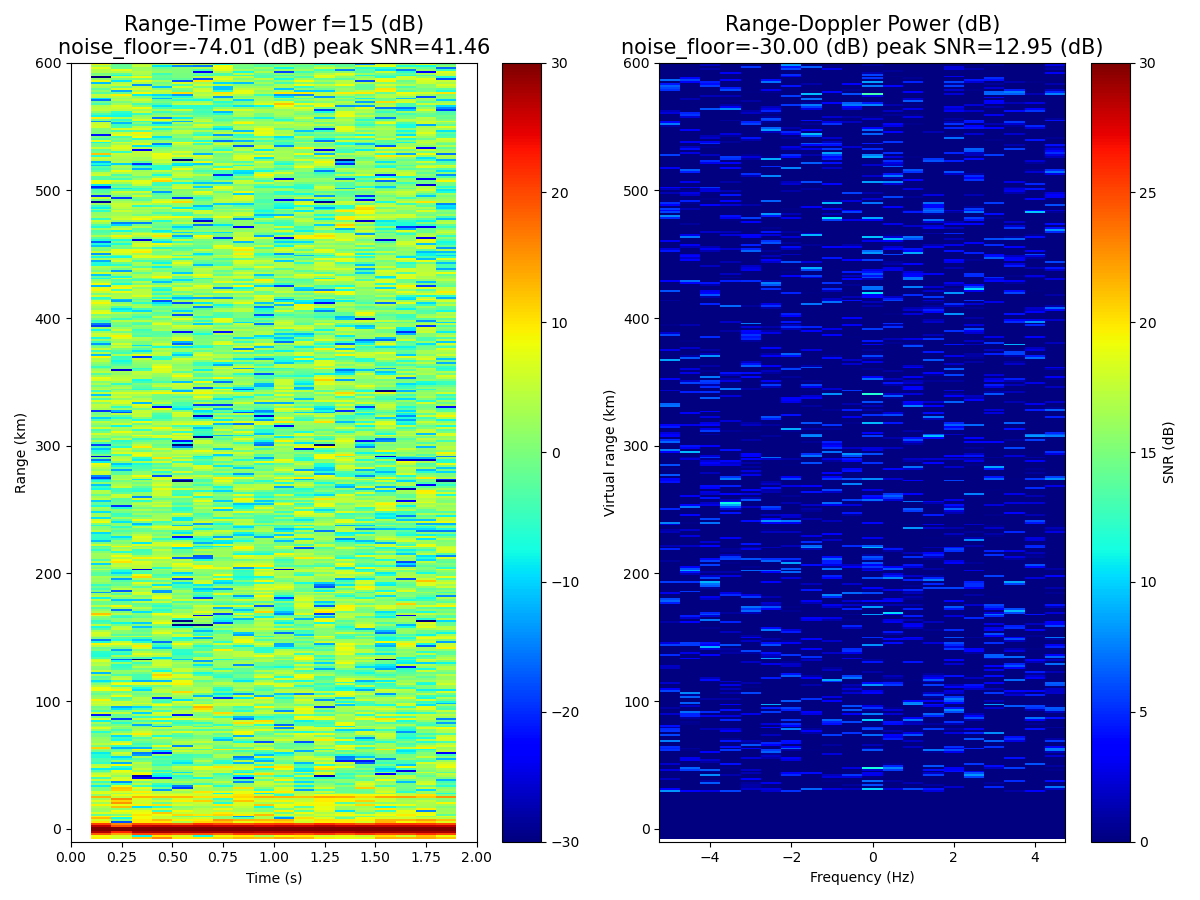 Range-Time Power f=15 (dB)
noise_floor=-74.01 (dB) peak SNR=41.46
Range (km)
600
500
400
300
200
100
0
0.00 0.25 0.50 0.75 1.00 1.25 1.50 1.75 2.00
Time (s)
30
20
10
0
−10
−20
−30
Range-Doppler Power (dB)
noise_floor=-30.00 (dB) peak SNR=12.95 (dB)
Virtual range (km)
600
500
400
300
200
100
0
−4 −2 0 2 4
Frequency (Hz)
30
25
20
15
10
5
0
SNR (dB)